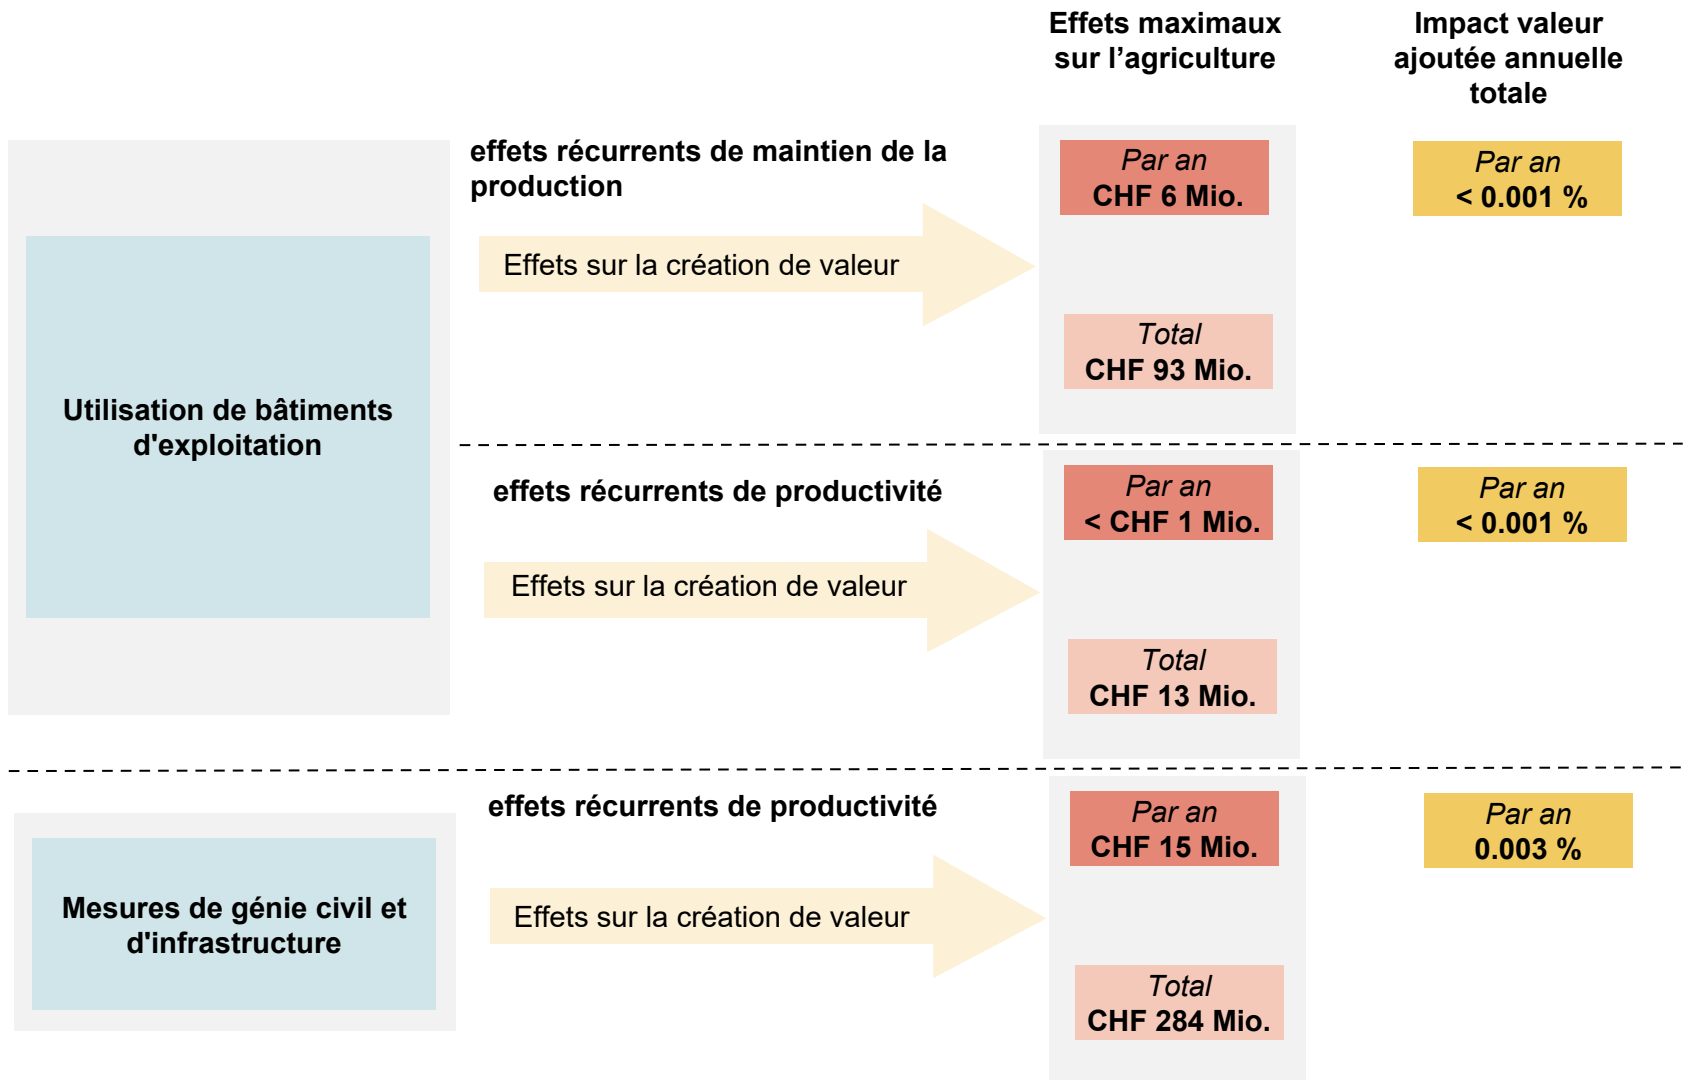 Effets maximaux
sur l’agriculture
Impact valeur
ajoutée annuelle
totale
Utilisation de bâtiments
d'exploitation
effets récurrents de maintien de la
production
Effets sur la création de valeur
Par an
CHF 6 Mio.
Total
CHF 93 Mio.
Par an
< 0.001 %
effets récurrents de productivité
Effets sur la création de valeur
Par an
< CHF 1 Mio.
Total
CHF 13 Mio.
Par an
< 0.001 %
Mesures de génie civil et
d'infrastructure
effets récurrents de productivité
Effets sur la création de valeur
Par an
CHF 15 Mio.
Total
CHF 284 Mio.
Par an
0.003 %